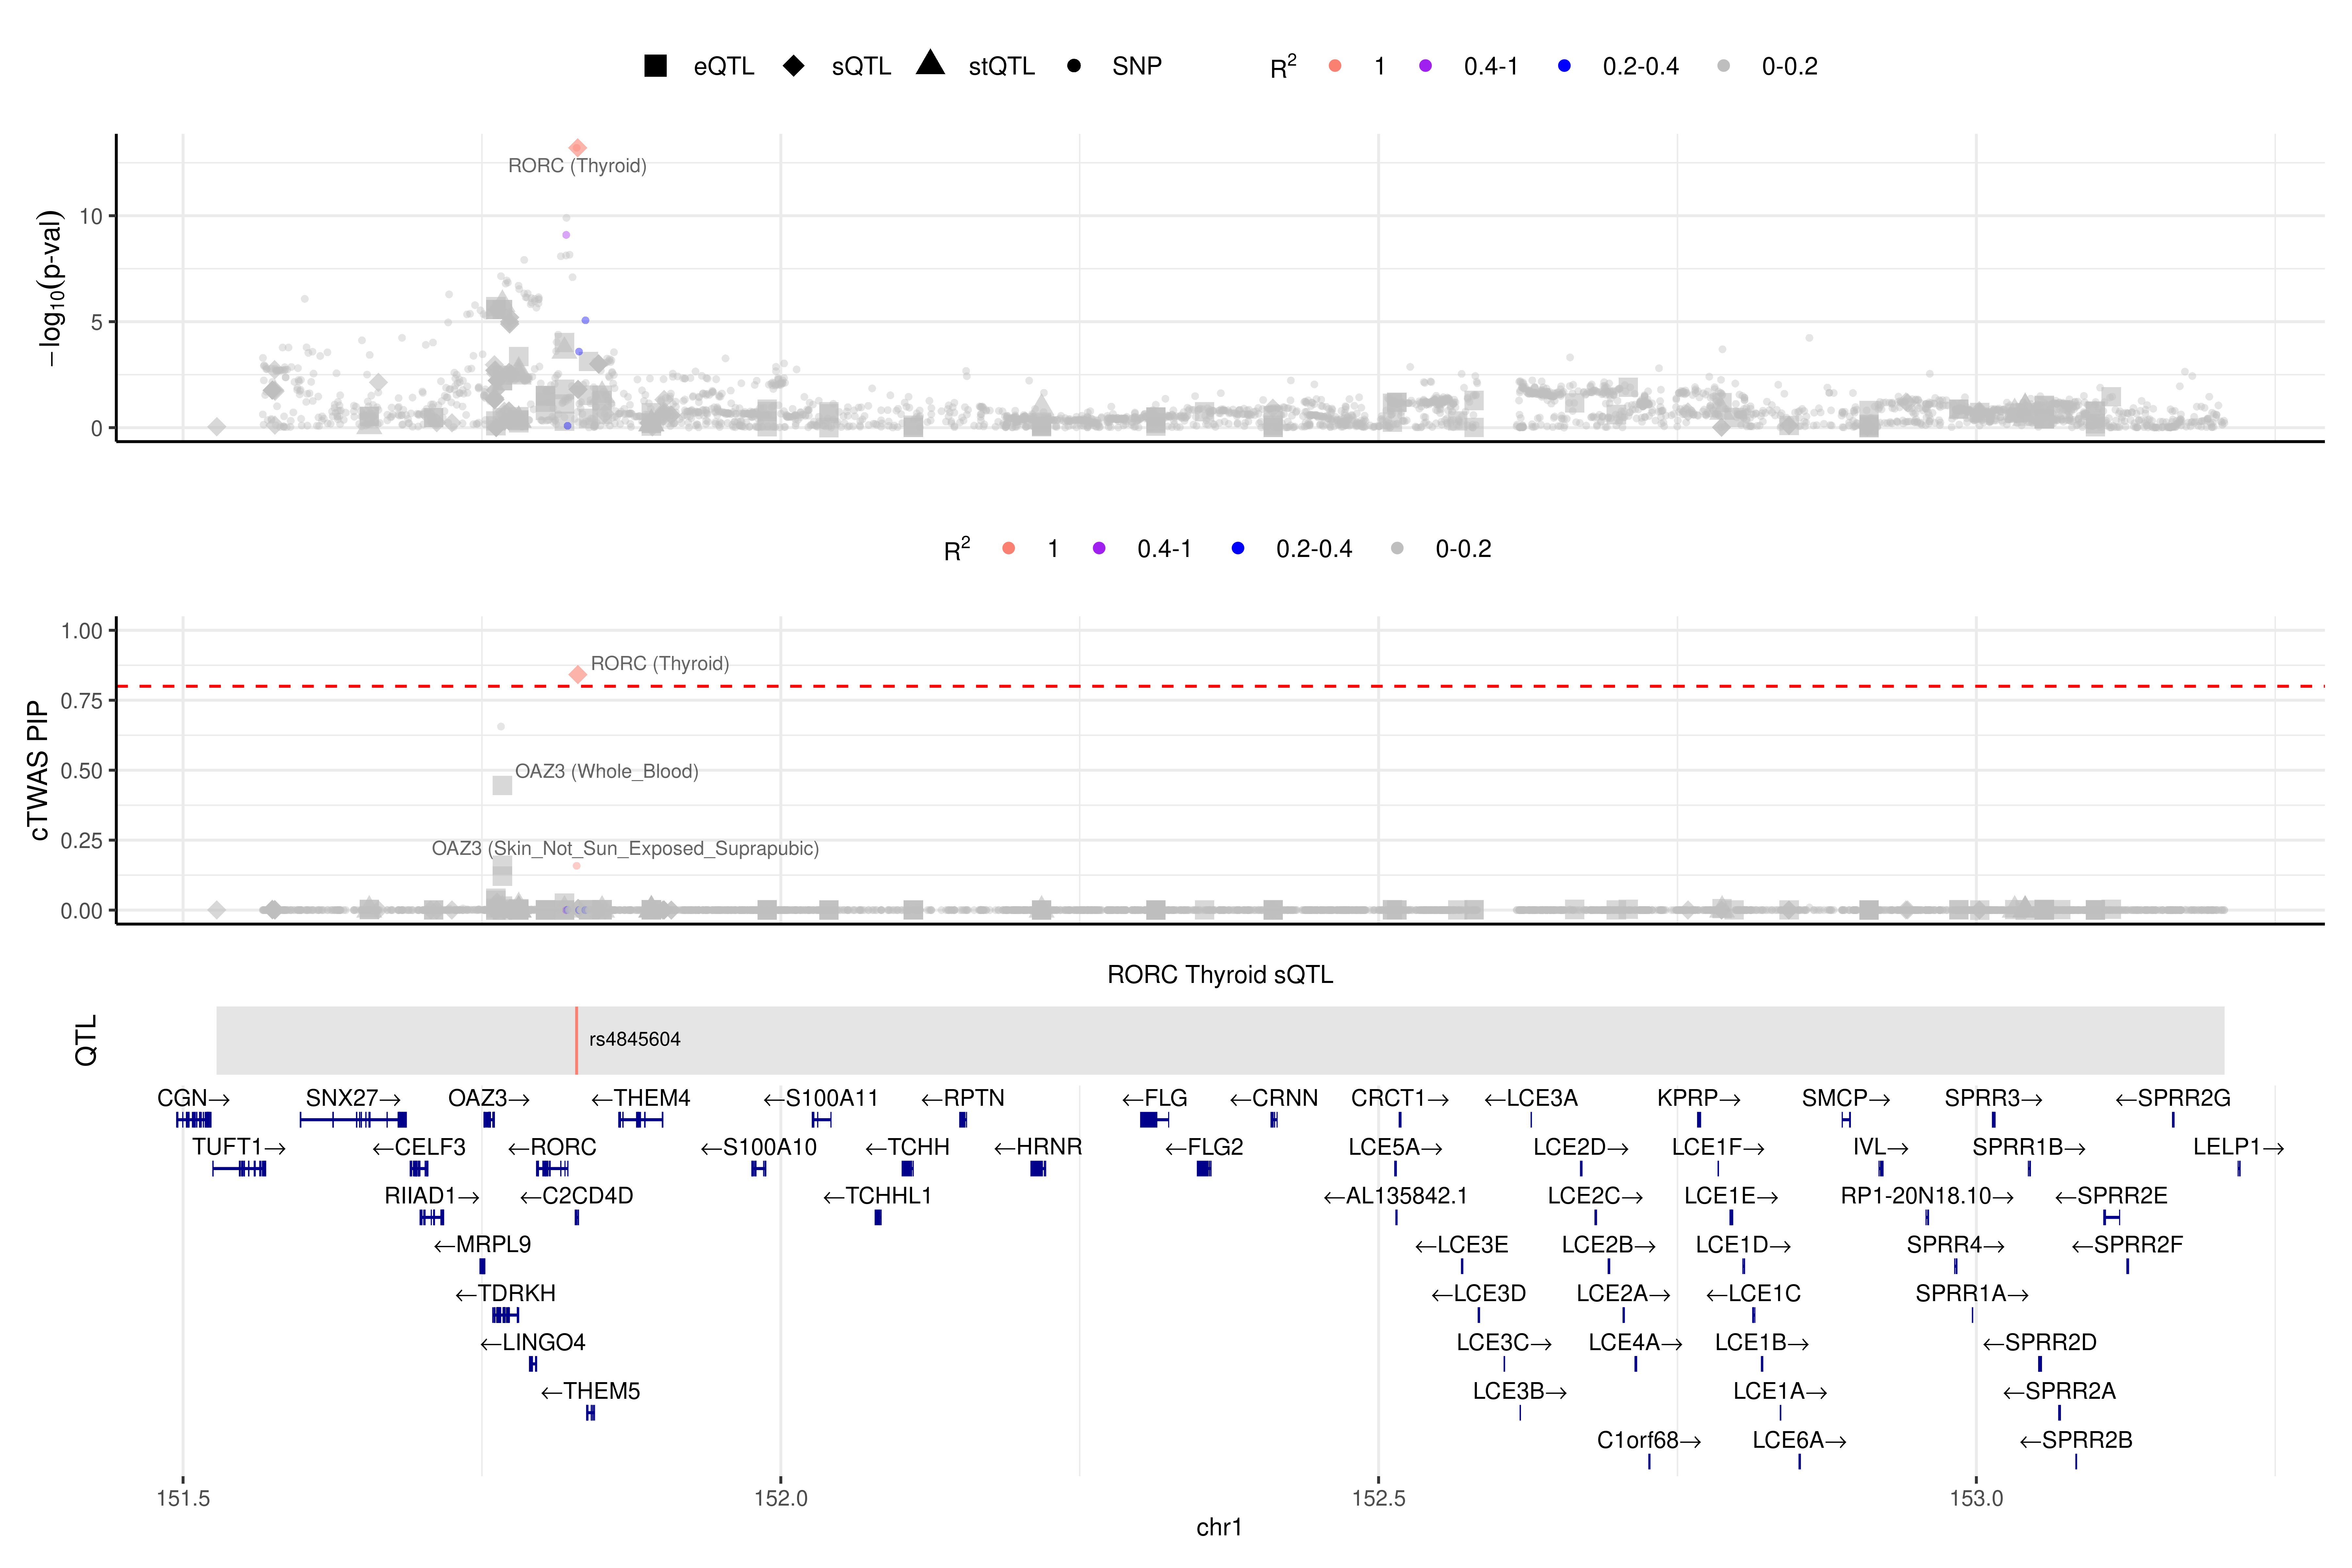 eQTL sQTL stQTL SNP R2 1 0.4-1 0.2-0.4 0-0.2
RORC (Thyroid)
10
5
0
−log10(p-val)
R2 1 0.4-1 0.2-0.4 0-0.2
1.00
0.75
0.50
0.25
0.00
cTWAS PIP
RORC (Thyroid)
OAZ3 (Whole_Blood)
OAZ3 (Skin_Not_Sun_Exposed_Suprapubic)
RORC Thyroid sQTL
QTL
rs4845604
CGN→ SNX27→ OAZ3→ ←THEM4 ←S100A11 ←RPTN ←FLG ←CRNN CRCT1→ ←LCE3A KPRP→ SMCP→ SPRR3→ ←SPRR2G
TUFT1→ ←CELF3 ←RORC ←S100A10 ←TCHH ←HRNR ←FLG2 LCE5A→ LCE2D→ LCE1F→ IVL→ SPRR1B→ LELP1→
RIIAD1→ ←C2CD4D ←TCHHL1 ←AL135842.1 LCE2C→ LCE1E→ RP1-20N18.10→ ←SPRR2E
←MRPL9 ←LCE3E LCE2B→ LCE1D→ SPRR4→ ←SPRR2F
←TDRKH ←LCE3D LCE2A→ ←LCE1C SPRR1A→
←LINGO4 LCE3C→ LCE4A→ LCE1B→ ←SPRR2D
←THEM5 LCE3B→ LCE1A→ ←SPRR2A
C1orf68→ LCE6A→ ←SPRR2B
151.5 152.0 152.5 153.0
chr1